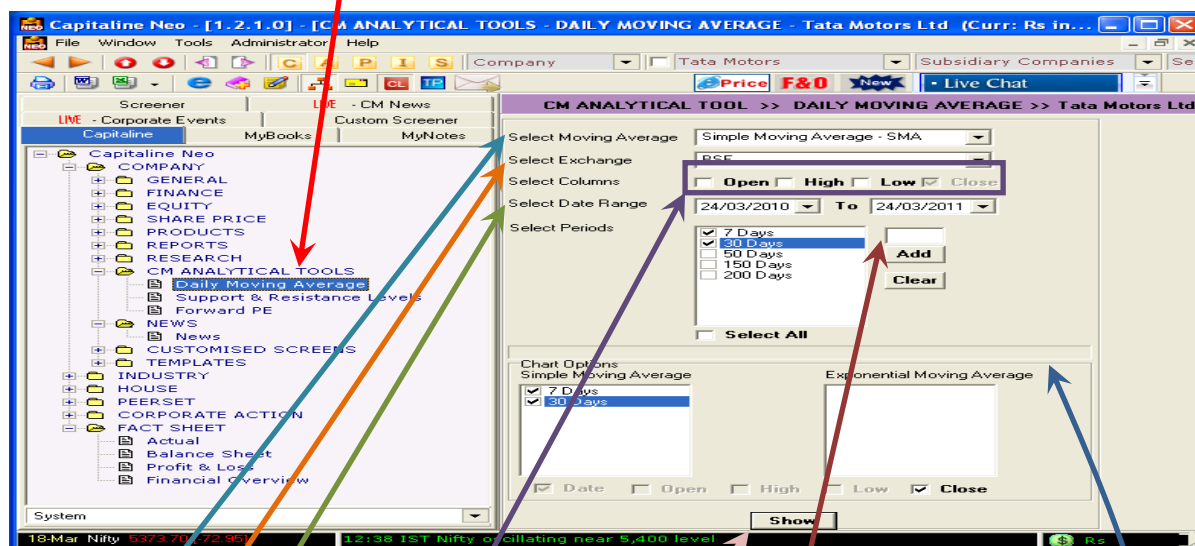 Capitaline Neo - [1.2.1.0] - [CM ANALYTICAL TOOLS - DAILY MOVING AVERAGE - Tata Motors Ltd (Curr: Rs in...
File Window Tools Administrator Help
C A P I S Company Tata Motors Subsidiary Companies Se
CL TP Price F&O New - Live Chat
Screener LIVE - CM News
LIVE - Corporate Events Custom Screener
Capitaline MyBooks MyNotes
CM ANALYTICAL TOOL >> DAILY MOVING AVERAGE >> Tata Motors Ltd
Capitaline Neo
COMPANY
GENERAL
FINANCE
EQUITY
SHARE PRICE
PRODUCTS
REPORTS
RESEARCH
CM ANALYTICAL TOOLS
Daily Moving Average
Support & Resistance Levels
Forward PE
NEWS
News
CUSTOMISED SCREENS
TEMPLATES
INDUSTRY
HOUSE
PEERSET
CORPORATE ACTION
FACT SHEET
Actual
Balance Sheet
Profit & Loss
Financial Overview
System
Select Moving Average Simple Moving Average - SMA
Select Exchange BSE
Select Columns Open High Low Close
Select Date Range 24/03/2010 To 24/03/2011
Select Periods
7 Days
30 Days
50 Days
150 Days
200 Days
Add
Clear
Select All
Chart Options
Simple Moving Average Exponential Moving Average
7 Days
30 Days
Date Open High Low Close
Show
18-Mar Nifty 5373.70 [-72.95] 12:38 IST Nifty oscillating near 5,400 level Rs